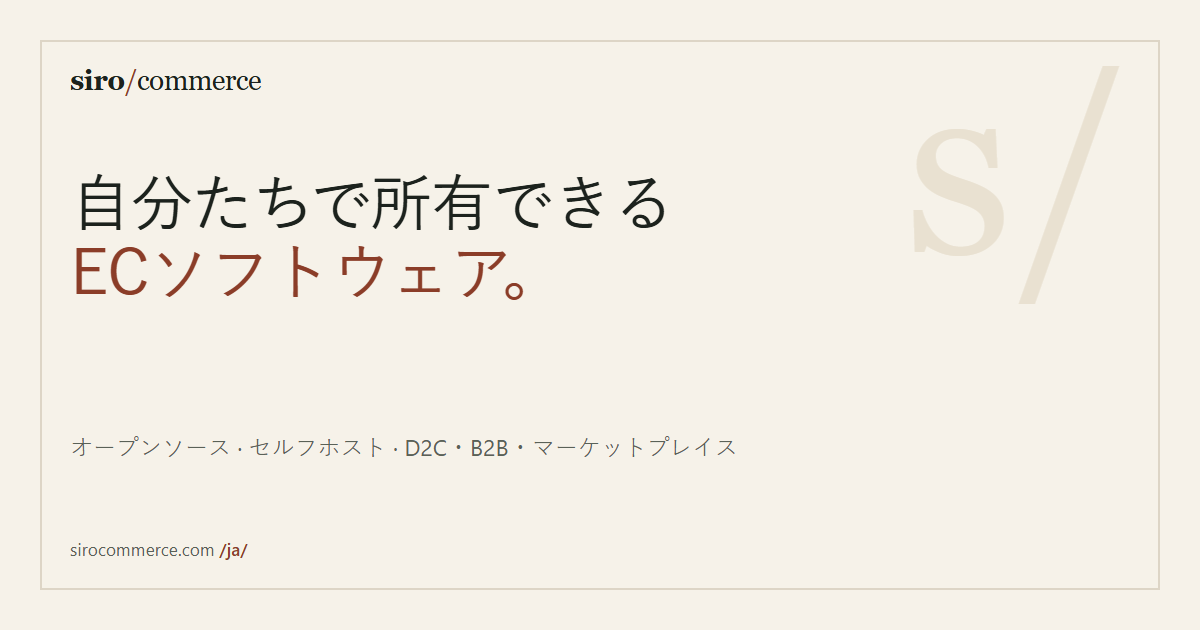 siro/commerce
s/
自分たちで所有できる
ECソフトウェア。
オープンソース · セルフホスト · D2C・B2B・マーケットプレイス
sirocommerce.com /ja/